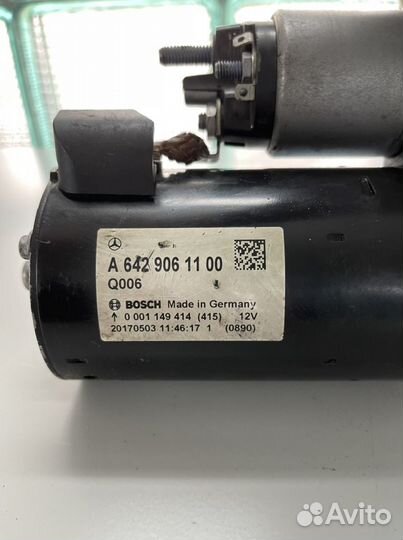 A 642 906 11 00
Q006
BOSCH Made in Germany
↑ 0 001 149 414 (415) 12V
20170503 11:46:17 1 (0890)
Avito